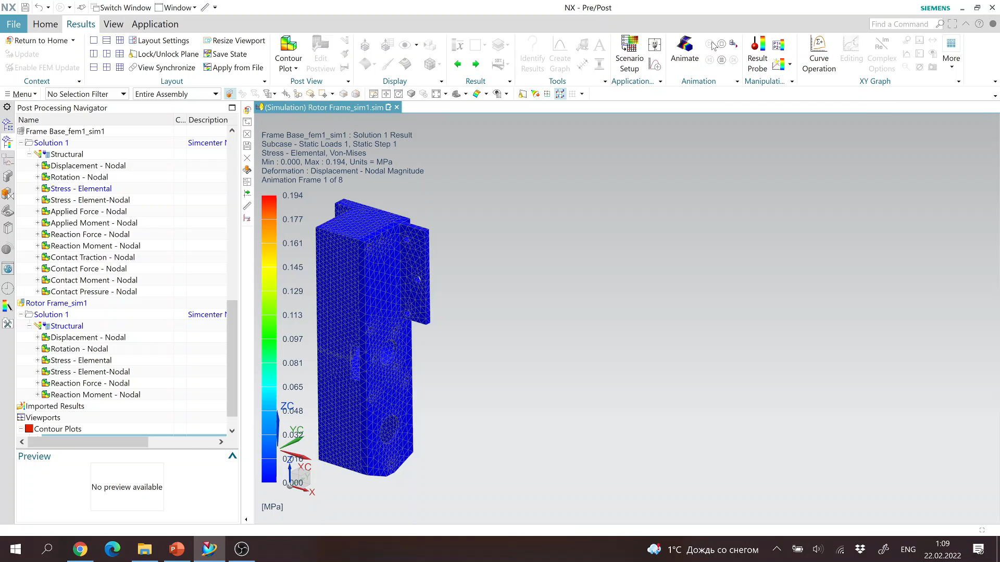 NX
Switch Window
Window
NX - Pre/Post
SIEMENS
File
Home
Results
View
Application
Find a Command
Return to Home
Layout Settings
Resize Viewport
Update
Lock/Unlock Plane
Save State
Enable FEM Update
View Synchronize
Apply from File
Contour
Plot
Edit
Postview
10%
Identify
Results
Create
Graph
Scenario
Setup
Animate
Result
Probe
P1=
P2=
Curve
Operation
Editing
Im
Re
Complex
Options
More
Context
Layout
Post View
Display
Result
Tools
Application...
Animation
Manipulati...
XY Graph
Menu
No Selection Filter
Entire Assembly
Post Processing Navigator
(Simulation) Rotor Frame_sim1.sim
Name
C...
Description
Frame Base_fem1_sim1
Solution 1
Simcenter N
Structural
Displacement - Nodal
Rotation - Nodal
Stress - Elemental
Stress - Element-Nodal
Applied Force - Nodal
Applied Moment - Nodal
Reaction Force - Nodal
Reaction Moment - Nodal
Contact Traction - Nodal
Contact Force - Nodal
Contact Moment - Nodal
Contact Pressure - Nodal
Rotor Frame_sim1
Solution 1
Simcenter N
Structural
Displacement - Nodal
Rotation - Nodal
Stress - Elemental
Stress - Element-Nodal
Reaction Force - Nodal
Reaction Moment - Nodal
Imported Results
Viewports
Contour Plots
Preview
No preview available
Frame Base_fem1_sim1 : Solution 1 Result
Subcase - Static Loads 1, Static Step 1
Stress - Elemental, Von-Mises
Min : 0.000, Max : 0.194, Units = MPa
Deformation : Displacement - Nodal Magnitude
Animation Frame 1 of 8
0.194
0.177
0.161
0.145
0.129
0.113
0.097
0.081
0.065
0.048
0.032
0.016
0.000
ZC
YC
XC
Z
Y
X
[MPa]
1°C Дождь со снегом
ENG
1:09
22.02.2022